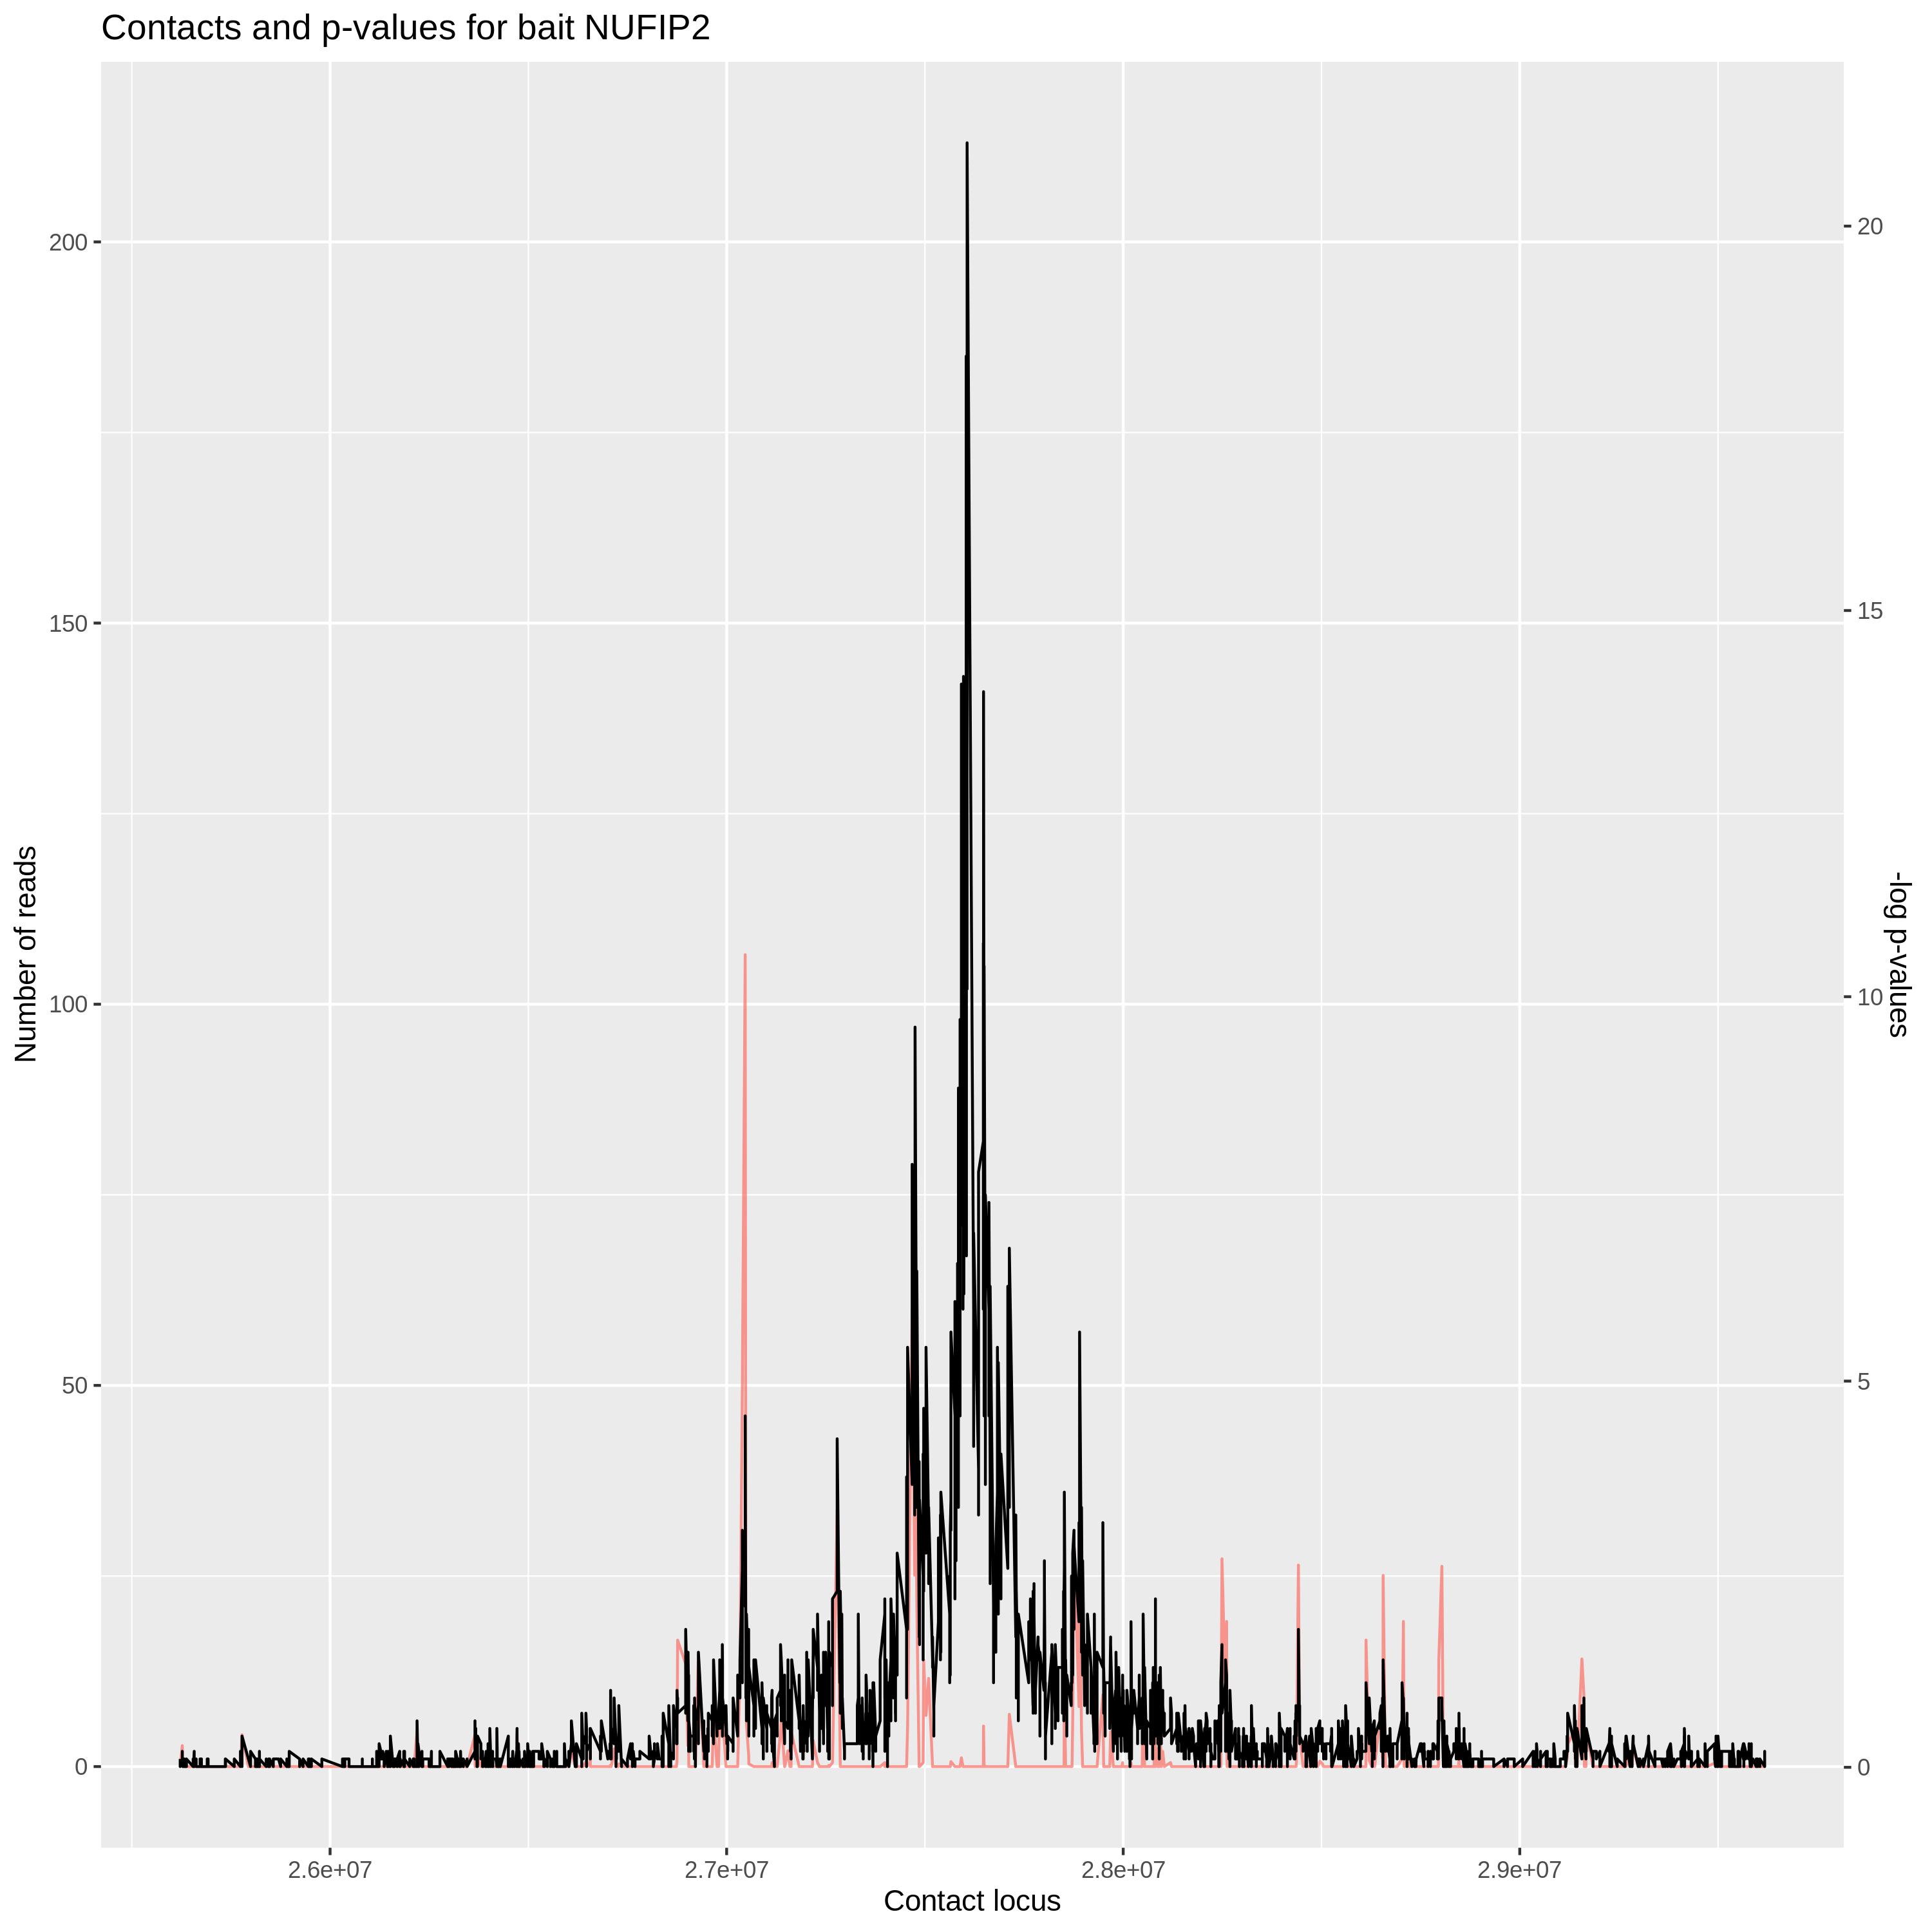 Contacts and p-values for bait NUFIP2
200
150
100
50
0
20
15
10
5
0
Number of reads
-log p-values
2.6e+07
2.7e+07
2.8e+07
2.9e+07
Contact locus